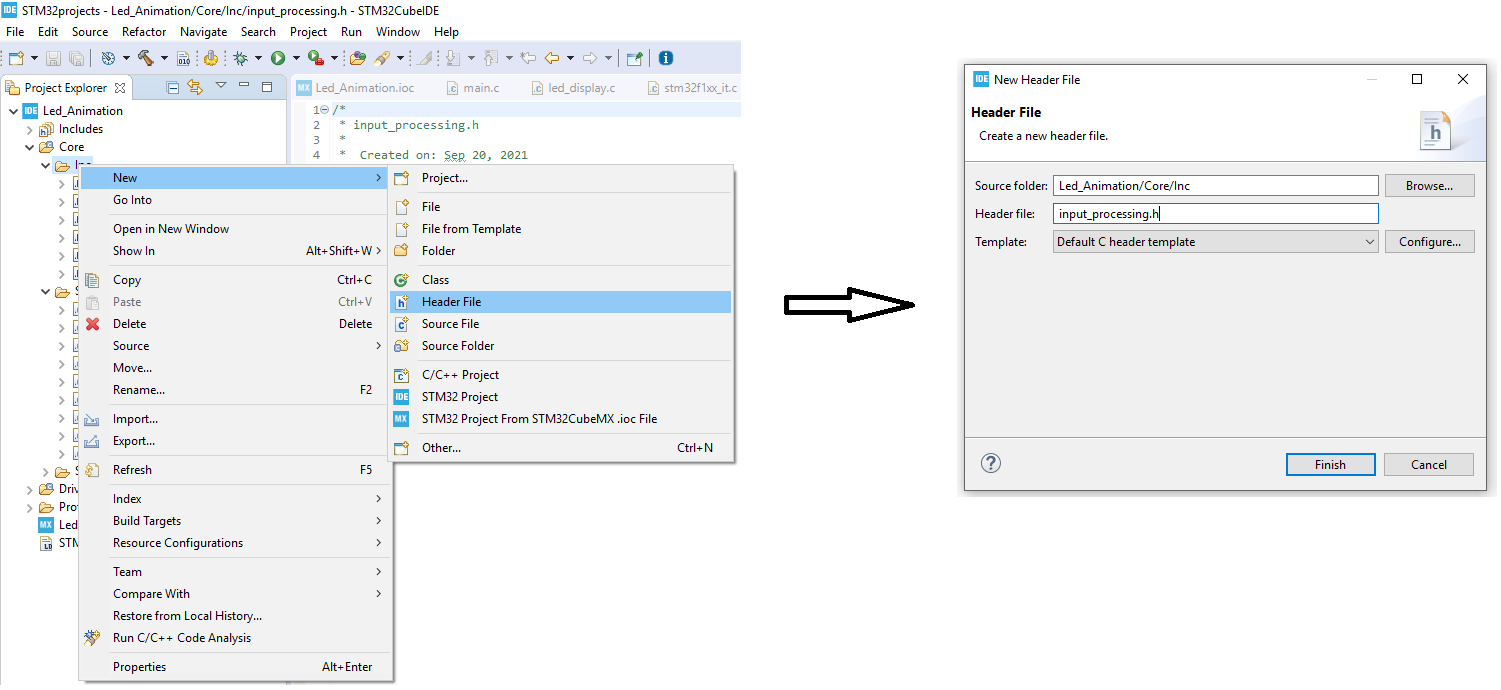 IDE STM32projects - Led_Animation/Core/Inc/input_processing.h - STM32CubeIDE
File Edit Source Refactor Navigate Search Project Run Window Help
010
Project Explorer
MX Led_Animation.ioc
main.c
led_display.c
stm32f1xx_it.c
IDE Led_Animation
Includes
Core
1 /*
2 * input_processing.h
3 *
4 * Created on: Sep 20, 2021
New
Go Into
Open in New Window
Show In Alt+Shift+W
Copy Ctrl+C
Paste Ctrl+V
Delete Delete
Source
Move...
Rename... F2
Import...
Export...
Refresh F5
Index
Build Targets
Resource Configurations
Team
Compare With
Restore from Local History...
Run C/C++ Code Analysis
Properties Alt+Enter
Driv
Pro
MX Led
STM
Project...
File
File from Template
Folder
Class
Header File
Source File
Source Folder
C/C++ Project
IDE STM32 Project
MX STM32 Project From STM32CubeMX .ioc File
Other... Ctrl+N
IDE New Header File
Header File
Create a new header file.
h
Source folder: Led_Animation/Core/Inc Browse...
Header file: input_processing.h
Template: Default C header template Configure...
? Finish Cancel